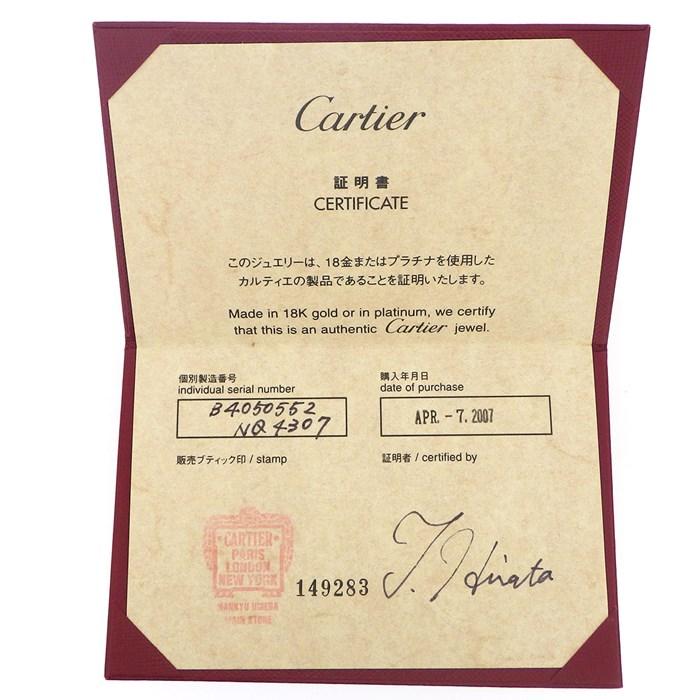 Cartier
証明書
CERTIFICATE
このジュエリーは、18金またはプラチナを使用した
カルティエの製品であることを証明いたします。
Made in 18K gold or in platinum, we certify
that this is an authentic Cartier jewel.
個別製造番号
individual serial number
B4050552
NQ4307
購入年月日
date of purchase
APR. -7. 2007
販売ブティック印 / stamp
証明者 / certified by
CARTIER
PARIS
LONDON
NEW YORK
HANKYU UMEDA
MAIN STORE
149283
J. Hirata